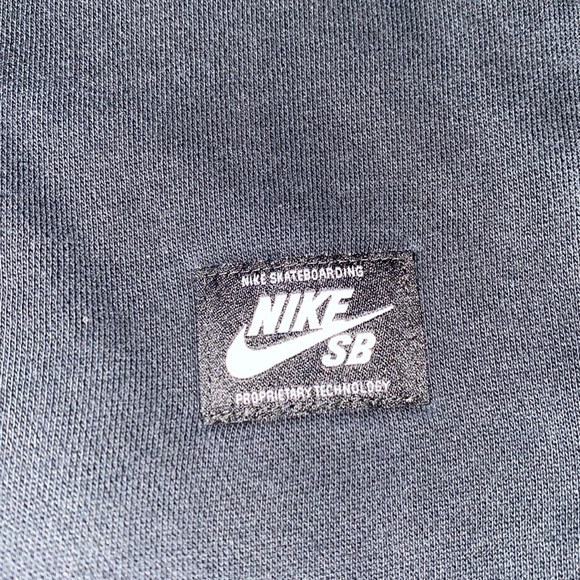 NIKE SKATEBOARDING
NIKE
SB
PROPRIETARY TECHNOLOGY